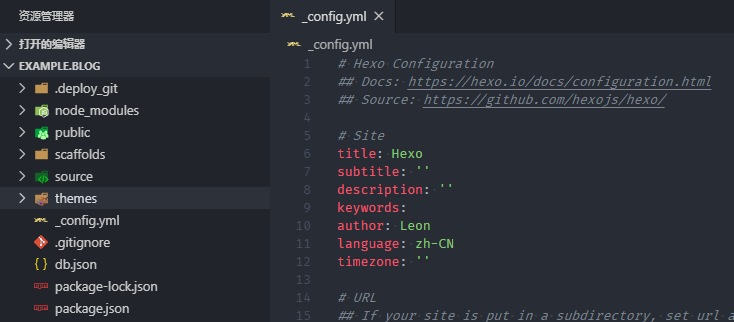 资源管理器
打开的编辑器
EXAMPLE.BLOG
.deploy_git
node_modules
public
scaffolds
source
themes
_config.yml
.gitignore
db.json
package-lock.json
package.json
_config.yml
_config.yml
1 # Hexo Configuration
2 ## Docs: https://hexo.io/docs/configuration.html
3 ## Source: https://github.com/hexojs/hexo/
4
5 # Site
6 title: Hexo
7 subtitle: ''
8 description: ''
9 keywords:
10 author: Leon
11 language: zh-CN
12 timezone: ''
13
14 # URL
15 ## If your site is put in a subdirectory, set url a